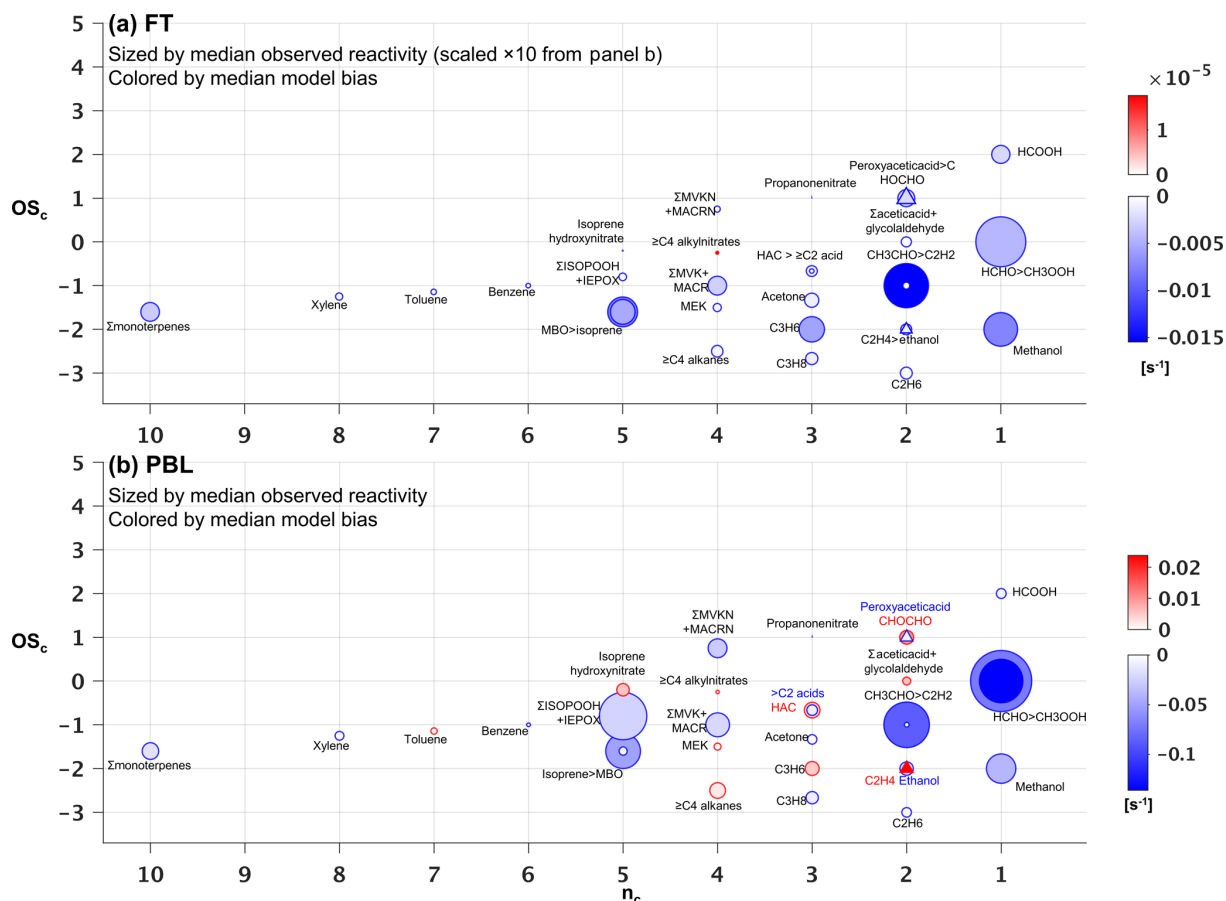 (a) FT
Sized by median observed reactivity (scaled ×10 from panel b)
Colored by median model bias
5
4
3
2
1
0
−1
−2
−3
OSc
Σmonoterpenes
Xylene
Toluene
Benzene
Isoprene
hydroxynitrate
ΣISOPOOH
+IEPOX
MBO>isoprene
ΣMVKN
+MACRN
≥C4 alkylnitrates
ΣMVK+
MACR
MEK
≥C4 alkanes
Propanonenitrate
HAC > ≥C2 acid
Acetone
C3H6
C3H8
Peroxyaceticacid>C
HOCHO
Σaceticacid+
glycolaldehyde
CH3CHO>C2H2
C2H4>ethanol
C2H6
HCOOH
HCHO>CH3OOH
Methanol
10 9 8 7 6 5 4 3 2 1
× 10⁻⁵
1
0
0
−0.005
−0.01
−0.015
[s⁻¹]
(b) PBL
Sized by median observed reactivity
Colored by median model bias
5
4
3
2
1
0
−1
−2
−3
OSc
Σmonoterpenes
Xylene
Toluene
Benzene
Isoprene
hydroxynitrate
ΣISOPOOH
+IEPOX
Isoprene>MBO
ΣMVKN
+MACRN
≥C4 alkylnitrates
ΣMVK+
MACR
MEK
≥C4 alkanes
Propanonenitrate
>C2 acids
HAC
Acetone
C3H6
C3H8
Peroxyaceticacid
CHOCHO
Σaceticacid+
glycolaldehyde
CH3CHO>C2H2
C2H4 Ethanol
C2H6
HCOOH
HCHO>CH3OOH
Methanol
10 9 8 7 6 5 4 3 2 1
nc
0.02
0.01
0
0
−0.05
−0.1
[s⁻¹]